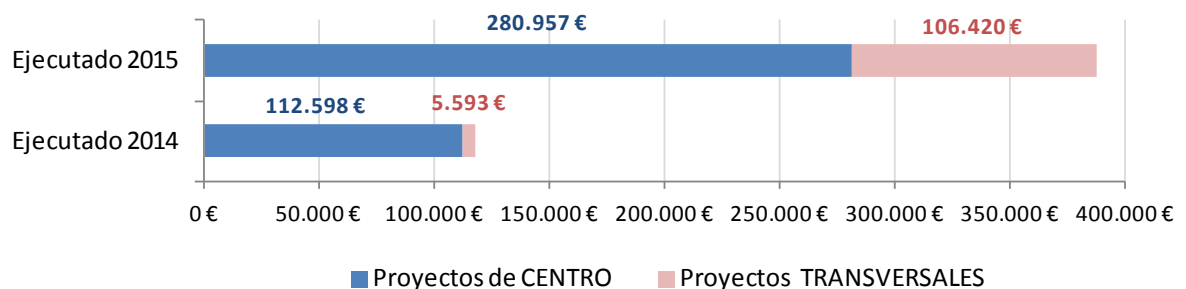 280.957 € 106.420 €
Ejecutado 2015
112.598 € 5.593 €
Ejecutado 2014
0 € 50.000 € 100.000 € 150.000 € 200.000 € 250.000 € 300.000 € 350.000 € 400.000 €
Proyectos de CENTRO Proyectos TRANSVERSALES